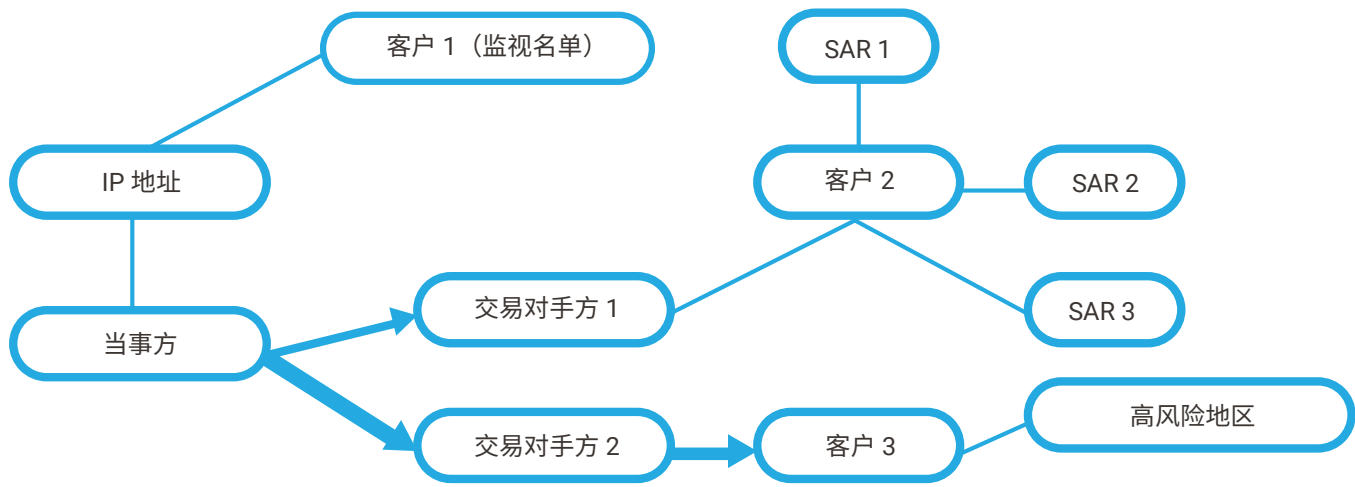 客户 1（监视名单）
SAR 1
IP 地址
客户 2
SAR 2
交易对手方 1
SAR 3
当事方
高风险地区
交易对手方 2
客户 3